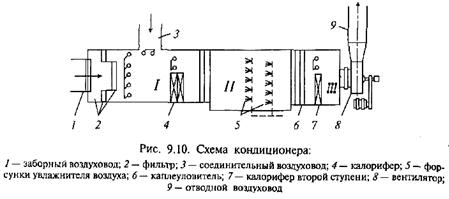 3
9
I
II
III
1
2
4
5
6
7
8
Рис. 9.10. Схема кондиционера:
1 — заборный воздуховод; 2 — фильтр; 3 — соединительный воздуховод; 4 — калорифер; 5 — фор-
сунки увлажнителя воздуха; 6 — каплеуловитель; 7 — калорифер второй ступени; 8 — вентилятор;
9 — отводной воздуховод